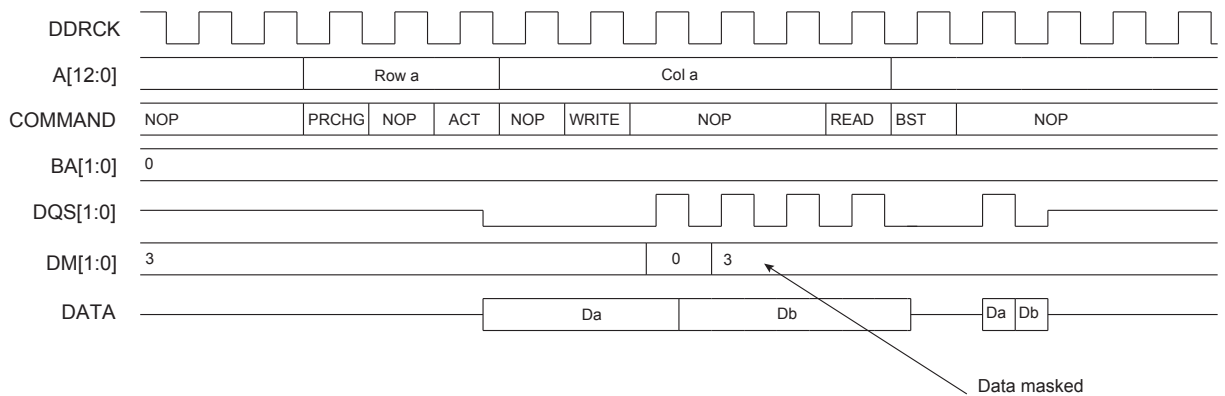 DDRCK
A[12:0] Row a Col a
COMMAND NOP PRCHG NOP ACT NOP WRITE NOP READ BST NOP
BA[1:0] 0
DQS[1:0]
DM[1:0] 3 0 3
DATA Da Db Da Db
Data masked